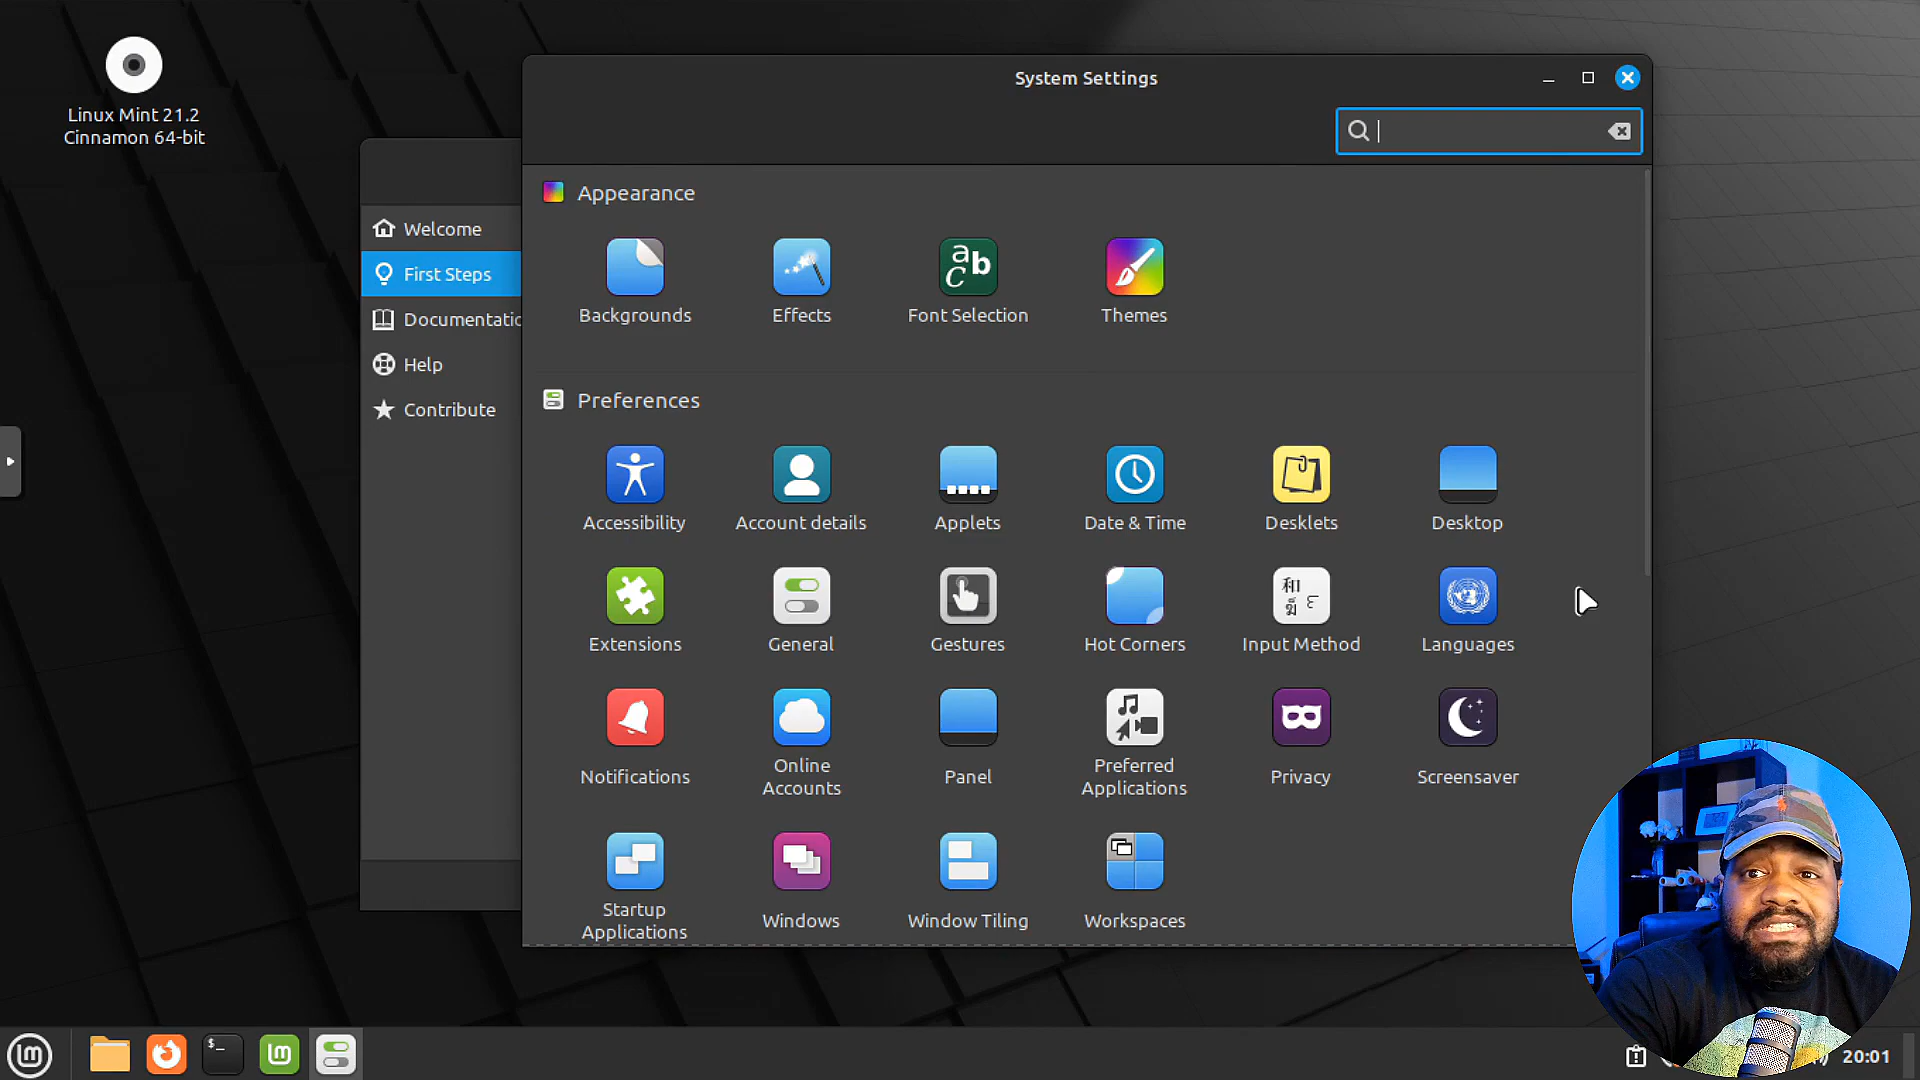 Linux Mint 21.2
Cinnamon 64-bit
System Settings
Welcome
First Steps
Documentatio
Help
Contribute
Appearance
Backgrounds
Effects
Font Selection
Themes
Preferences
Accessibility
Account details
Applets
Date & Time
Desklets
Desktop
Extensions
General
Gestures
Hot Corners
Input Method
Languages
Notifications
Online
Accounts
Panel
Preferred
Applications
Privacy
Screensaver
Startup
Applications
Windows
Window Tiling
Workspaces
20:01